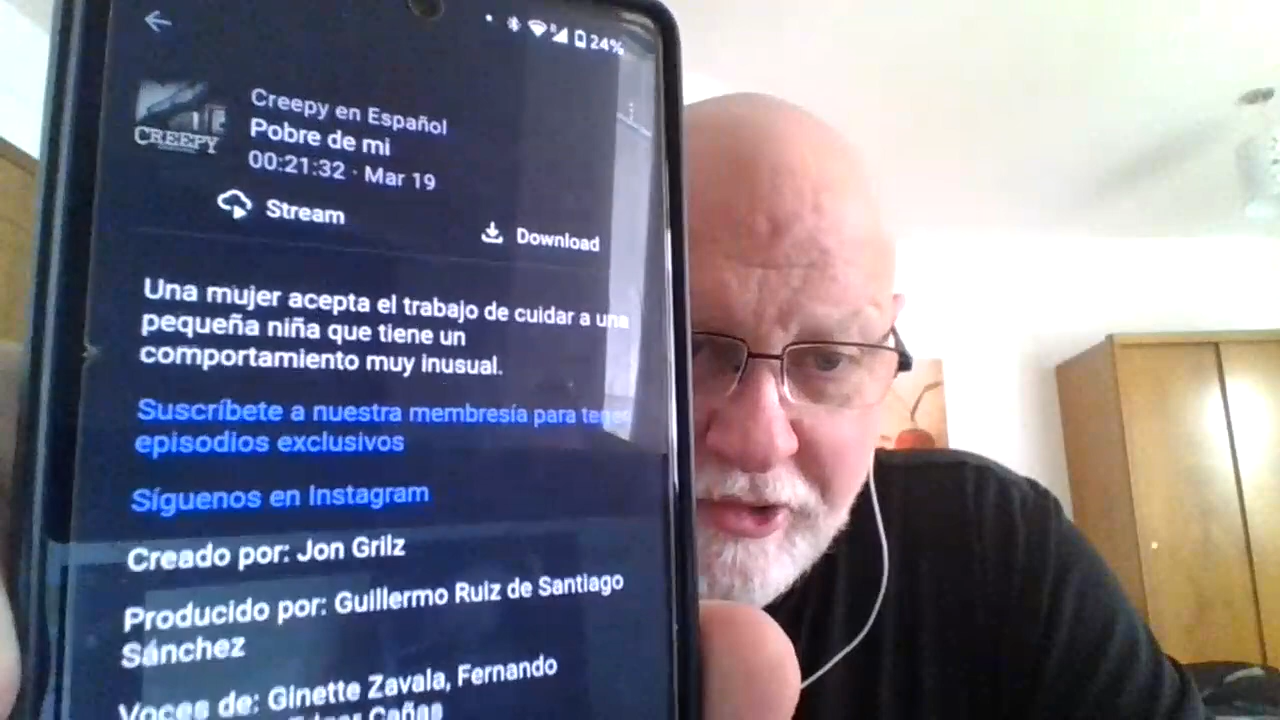 24%
CREEPY
Creepy en Español
Pobre de mi
00:21:32 · Mar 19
Stream
Download
Una mujer acepta el trabajo de cuidar a una
pequeña niña que tiene un
comportamiento muy inusual.
Suscríbete a nuestra membresía para tener
episodios exclusivos
Síguenos en Instagram
Creado por: Jon Grilz
Producido por: Guillermo Ruiz de Santiago
Sánchez
Voces de: Ginette Zavala, Fernando